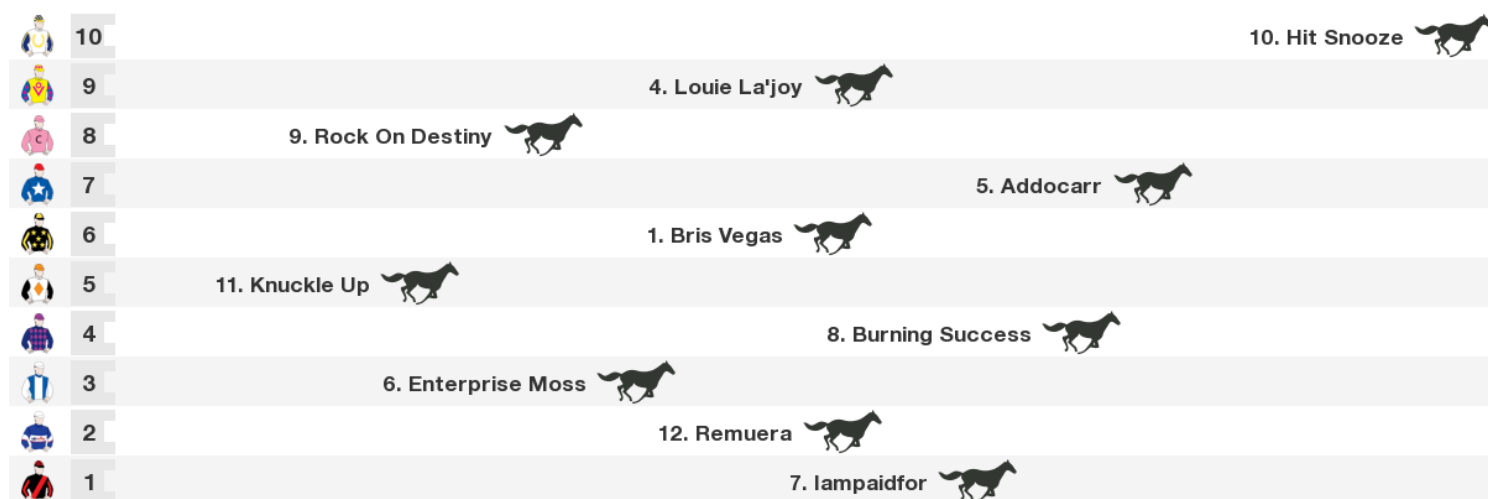 10 10. Hit Snooze
9 4. Louie La'joy
8 9. Rock On Destiny
7 5. Addocarr
6 1. Bris Vegas
5 11. Knuckle Up
4 8. Burning Success
3 6. Enterprise Moss
2 12. Remuera
1 7. Iampaidfor